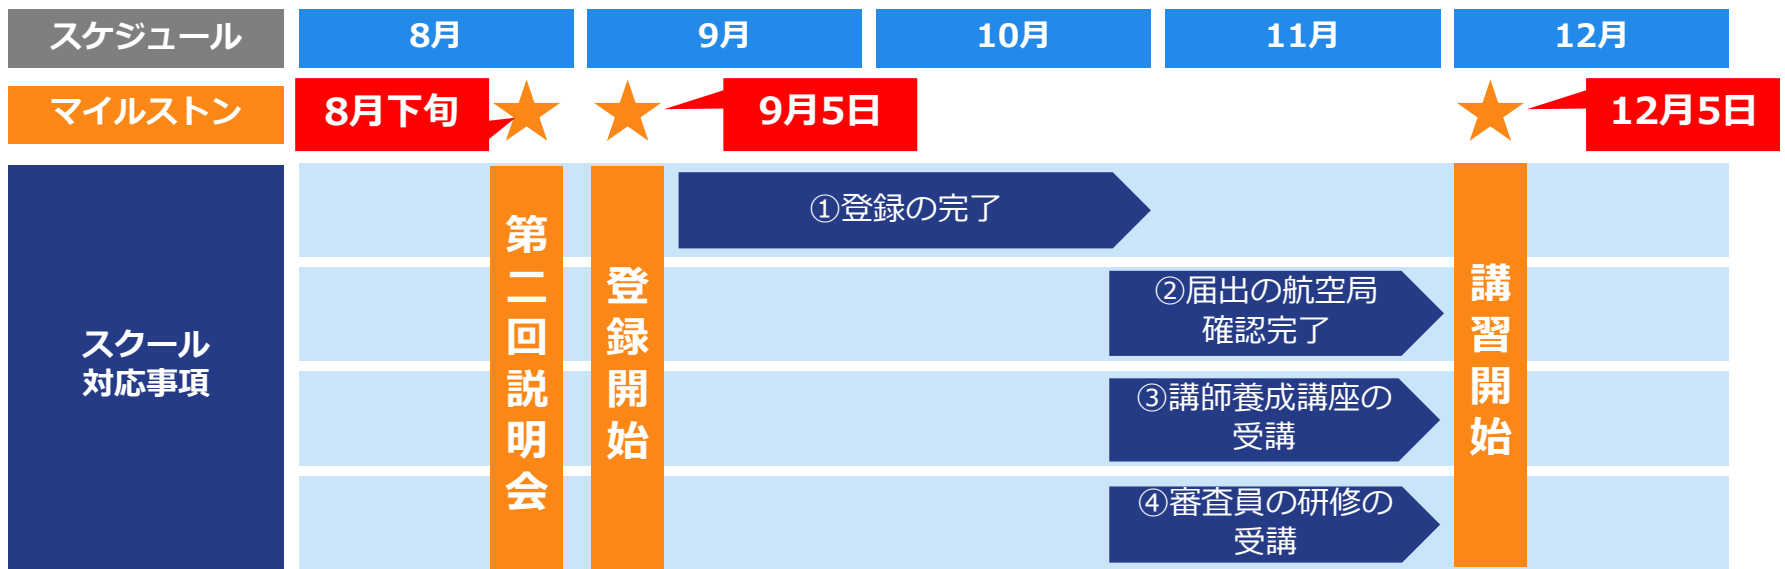 スケジュール
8月
9月
10月
11月
12月
マイルストン
8月下旬
9月5日
12月5日
スクール
対応事項
第二回説明会
登録開始
①登録の完了
②届出の航空局
確認完了
③講師養成講座の
受講
④審査員の研修の
受講
講習開始